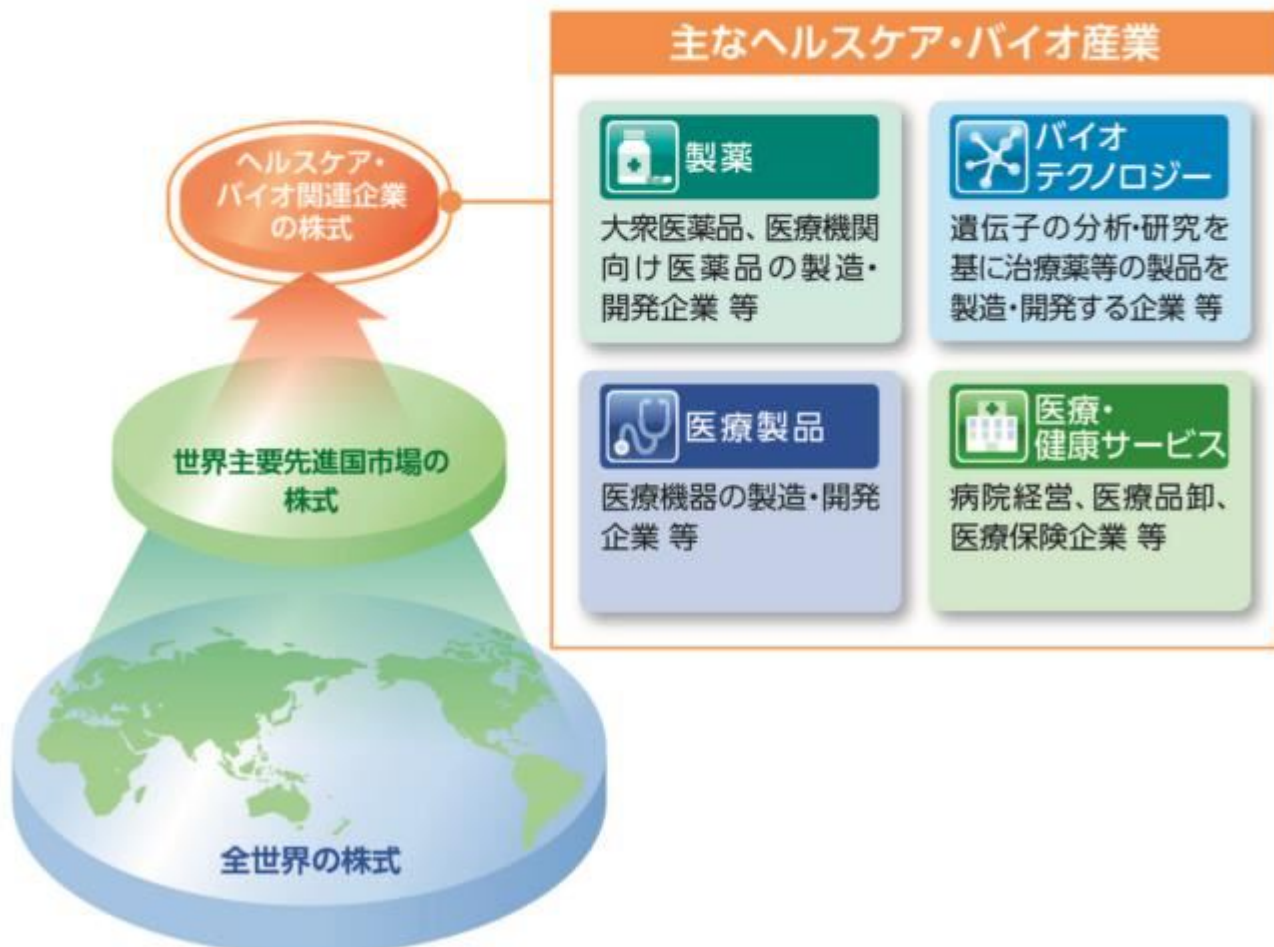 主なヘルスケア・バイオ産業
ヘルスケア・
バイオ関連企業
の株式
製薬
大衆医薬品、医療機関
向け医薬品の製造・
開発企業 等
バイオ
テクノロジー
遺伝子の分析・研究を
基に治療薬等の製品を
製造・開発する企業 等
医療製品
医療機器の製造・開発
企業 等
医療・
健康サービス
病院経営、医療品卸、
医療保険企業 等
世界主要先進国市場の
株式
全世界の株式